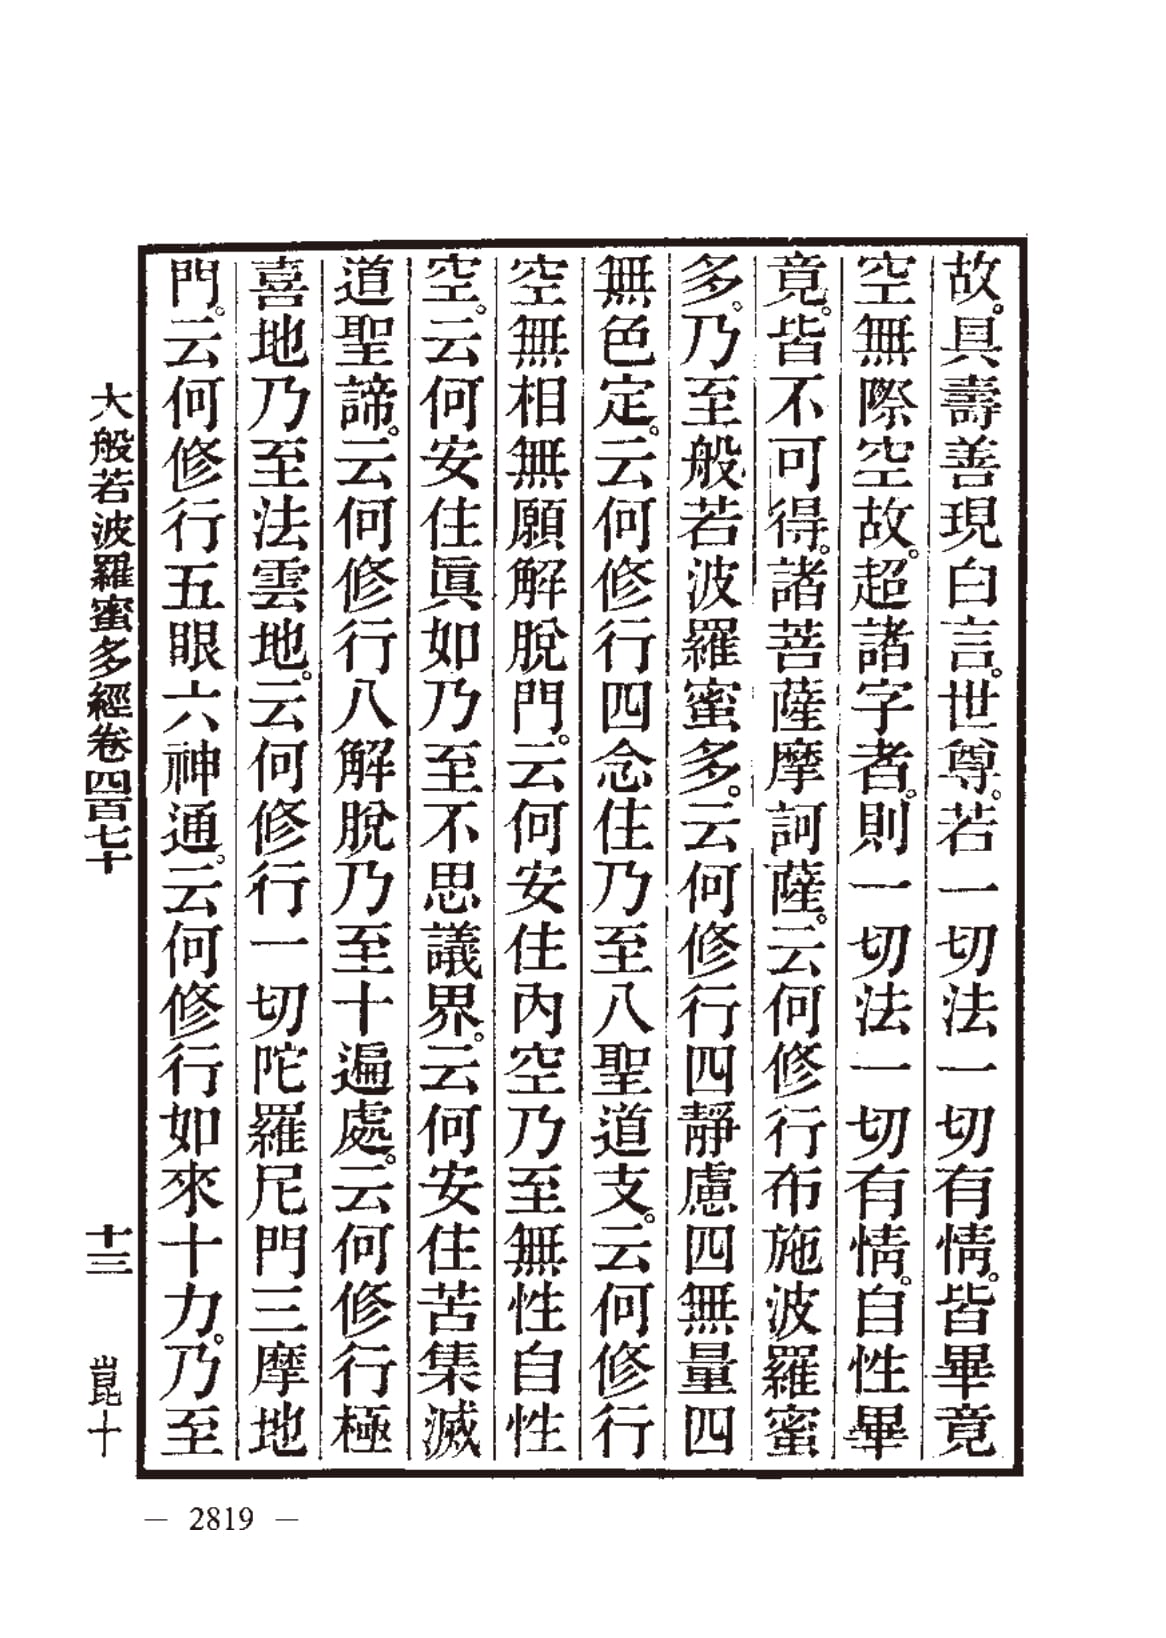 故。具壽善現白言。世尊。若一切法一切有情。皆畢竟
空無際空故。超諸字者。則一切法一切有情。自性畢
竟。皆不可得。諸菩薩摩訶薩。云何修行布施波羅蜜
多。乃至般若波羅蜜多。云何修行四靜慮四無量四
無色定。云何修行四念住乃至八聖道支。云何修行
空無相無願解脫門。云何安住內空乃至無性自性
空。云何安住眞如乃至不思議界。云何安住苦集滅
道聖諦。云何修行八解脫乃至十遍處。云何修行極
喜地乃至法雲地。云何修行一切陀羅尼門三摩地
門。云何修行五眼六神通。云何修行如來十力。乃至
大般若波羅蜜多經卷四百七十 十三 崑十
— 2819 —